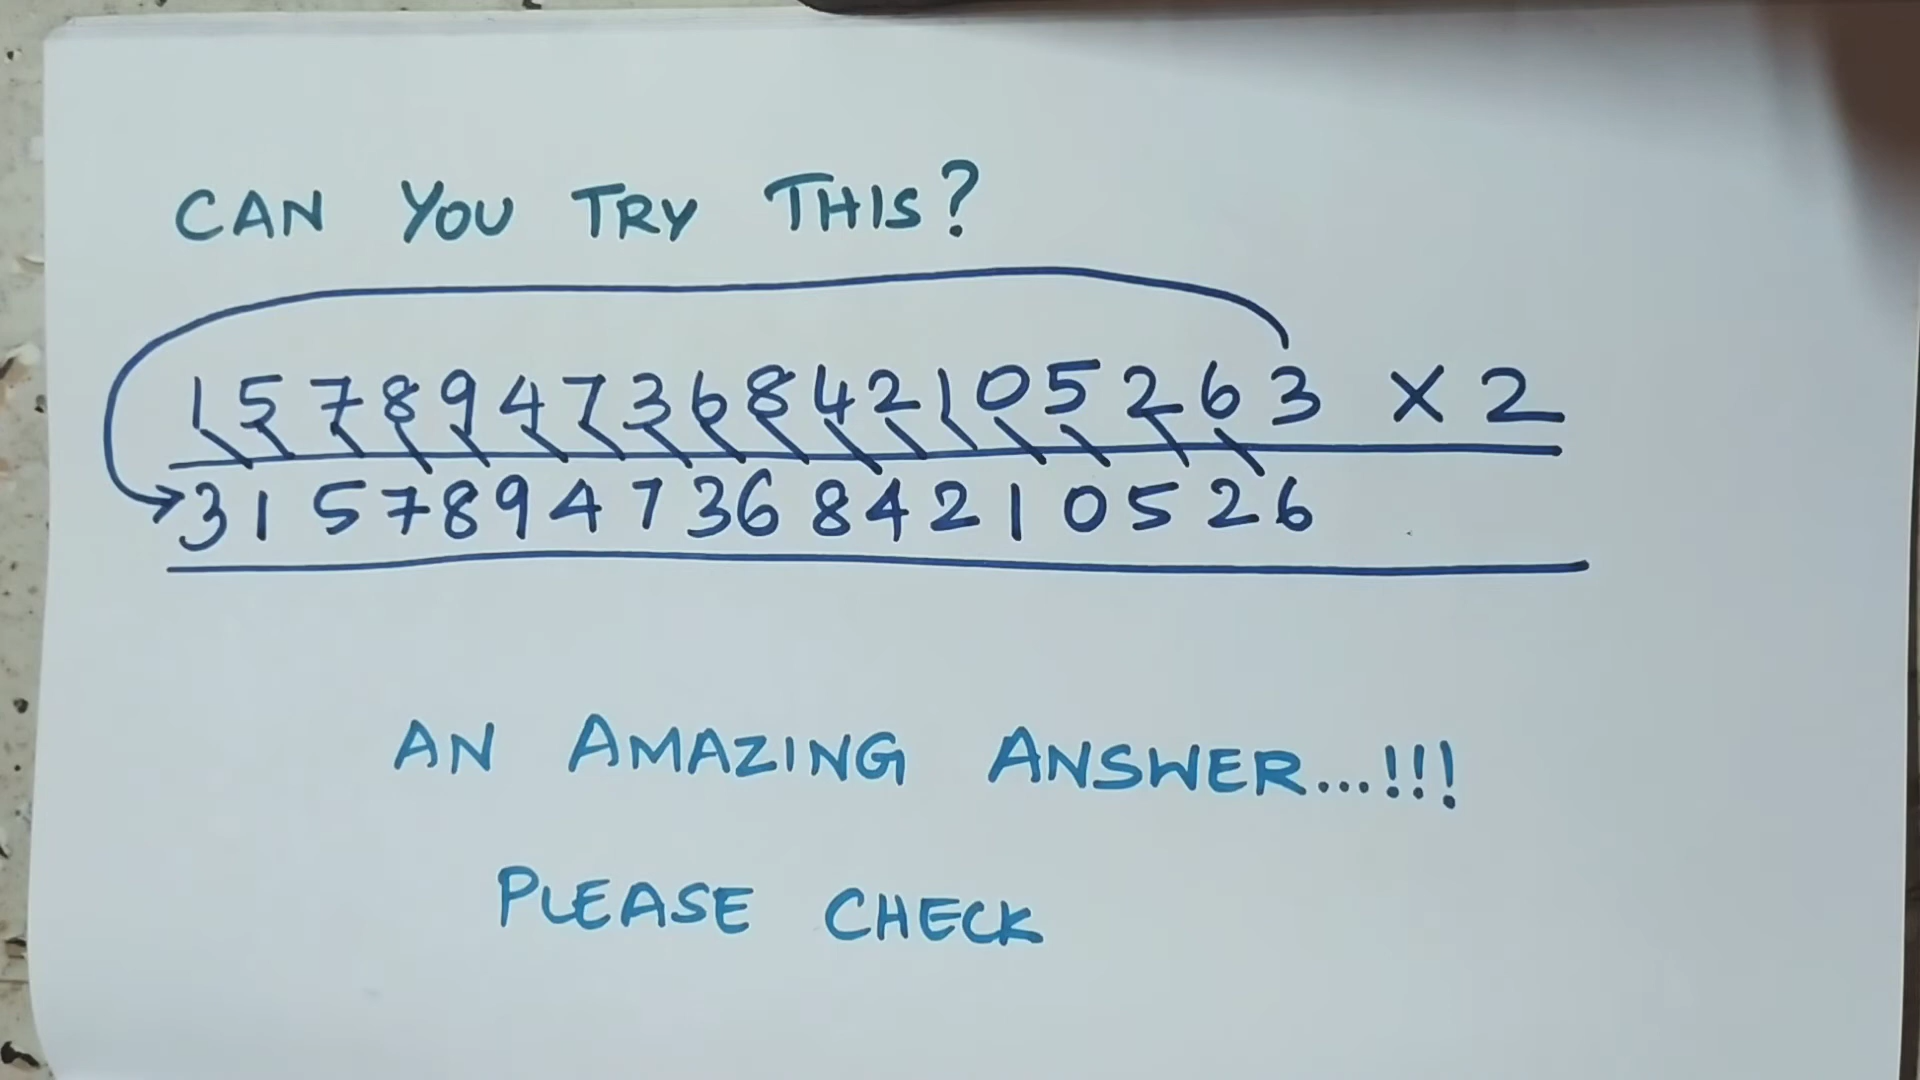 CAN YOU TRY THIS?
157894736842105263 × 2
315789473684210526
AN AMAZING ANSWER...!!!
PLEASE CHECK